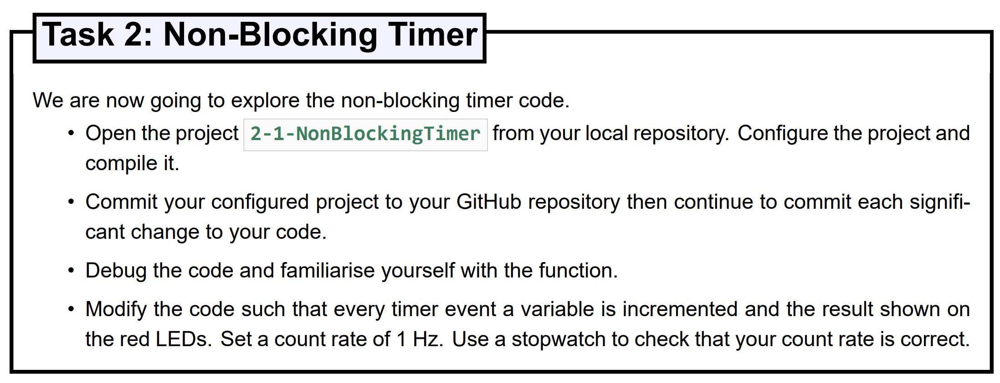 Task 2: Non-Blocking Timer
We are now going to explore the non-blocking timer code.
• Open the project 2-1-NonBlockingTimer from your local repository. Configure the project and
compile it.
• Commit your configured project to your GitHub repository then continue to commit each signifi-
cant change to your code.
• Debug the code and familiarise yourself with the function.
• Modify the code such that every timer event a variable is incremented and the result shown on
the red LEDs. Set a count rate of 1 Hz. Use a stopwatch to check that your count rate is correct.